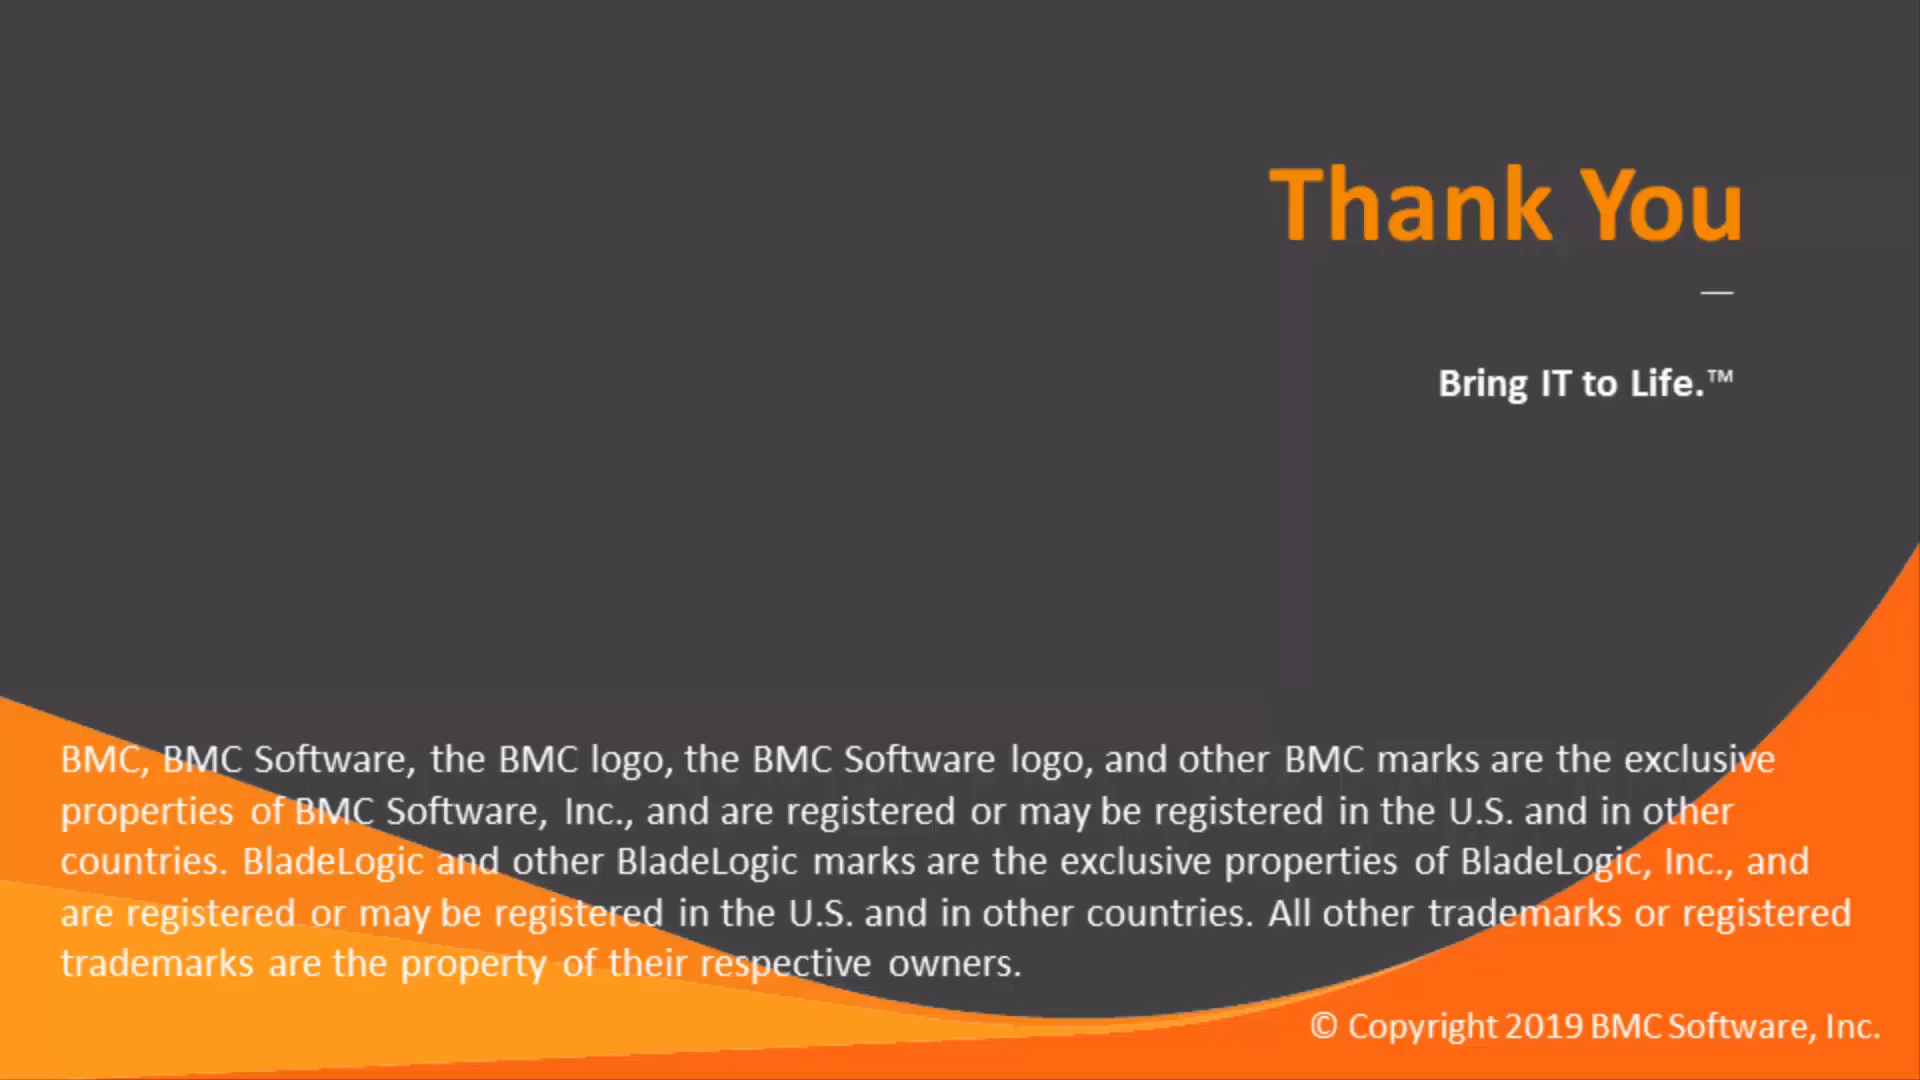 Thank You
—
Bring IT to Life.™
BMC, BMC Software, the BMC logo, the BMC Software logo, and other BMC marks are the exclusive
properties of BMC Software, Inc., and are registered or may be registered in the U.S. and in other
countries. BladeLogic and other BladeLogic marks are the exclusive properties of BladeLogic, Inc., and
are registered or may be registered in the U.S. and in other countries. All other trademarks or registered
trademarks are the property of their respective owners.
© Copyright 2019 BMC Software, Inc.